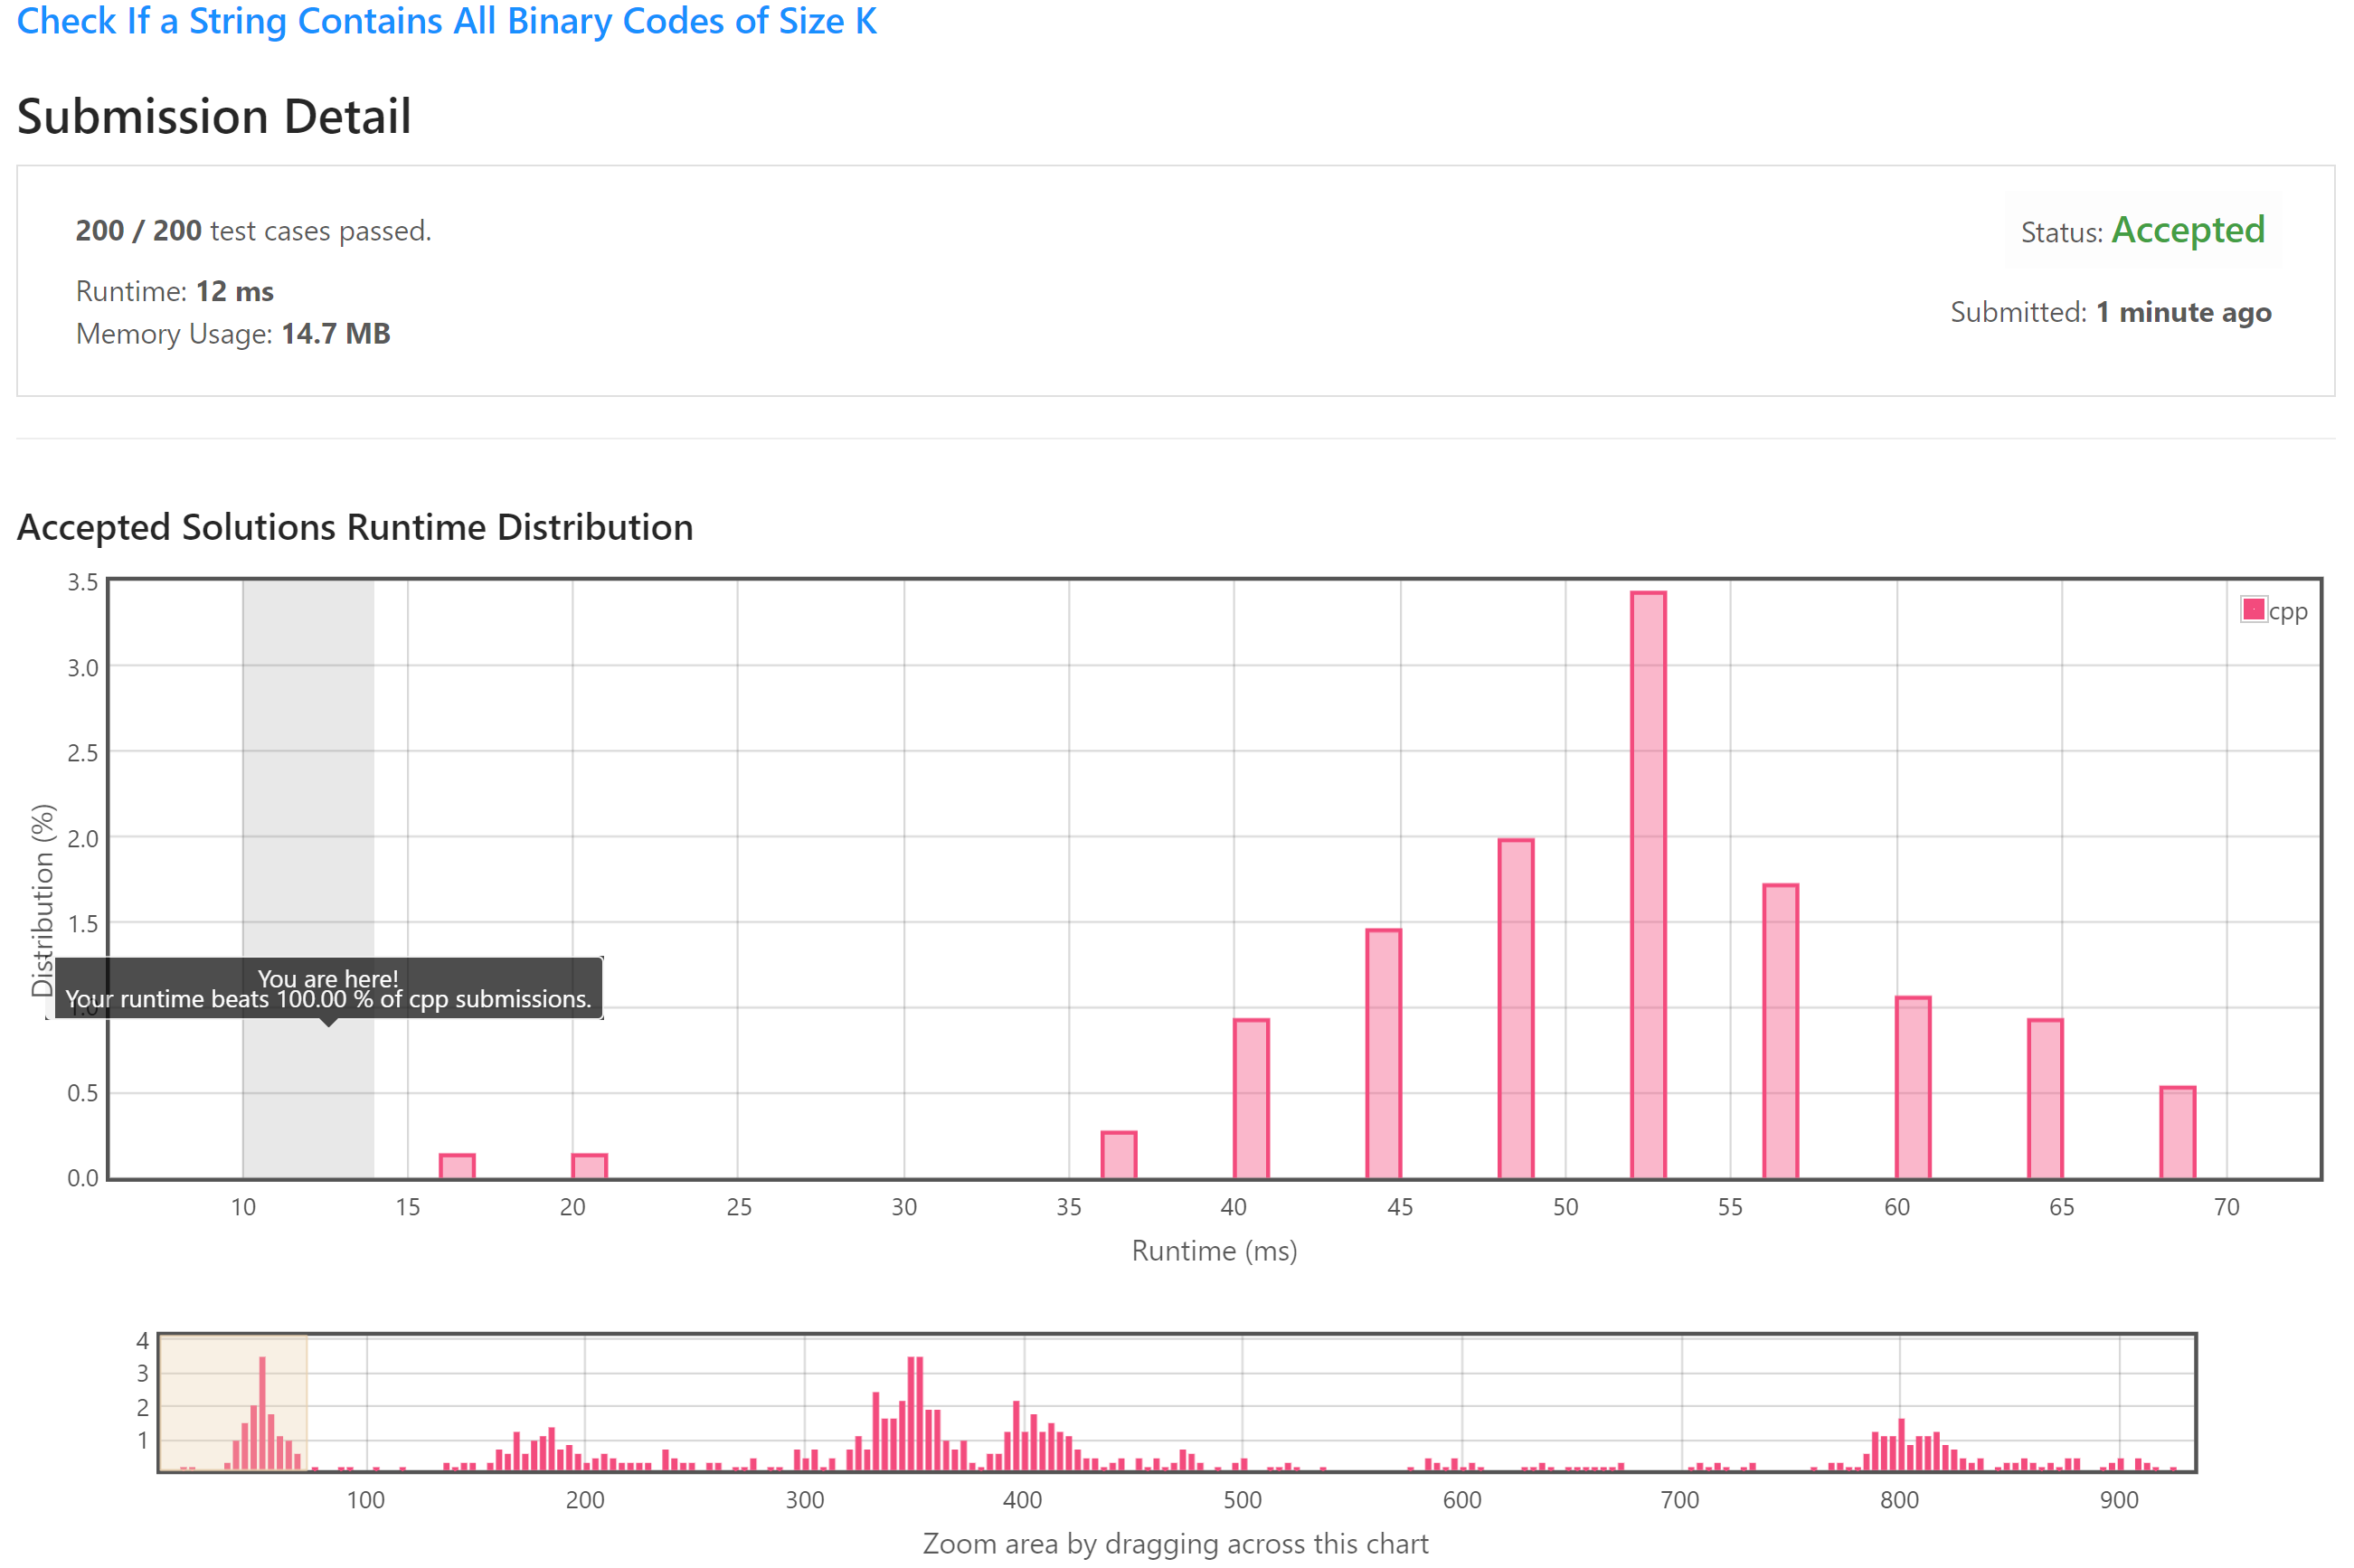 Check If a String Contains All Binary Codes of Size K
Submission Detail
200 / 200 test cases passed.
Status: Accepted
Runtime: 12 ms
Submitted: 1 minute ago
Memory Usage: 14.7 MB
Accepted Solutions Runtime Distribution
3.5
3.0
2.5
2.0
1.5
1.0
0.5
0.0
Distribution (%)
cpp
You are here!
Your runtime beats 100.00 % of cpp submissions.
10 15 20 25 30 35 40 45 50 55 60 65 70
Runtime (ms)
4
3
2
1
100 200 300 400 500 600 700 800 900
Zoom area by dragging across this chart